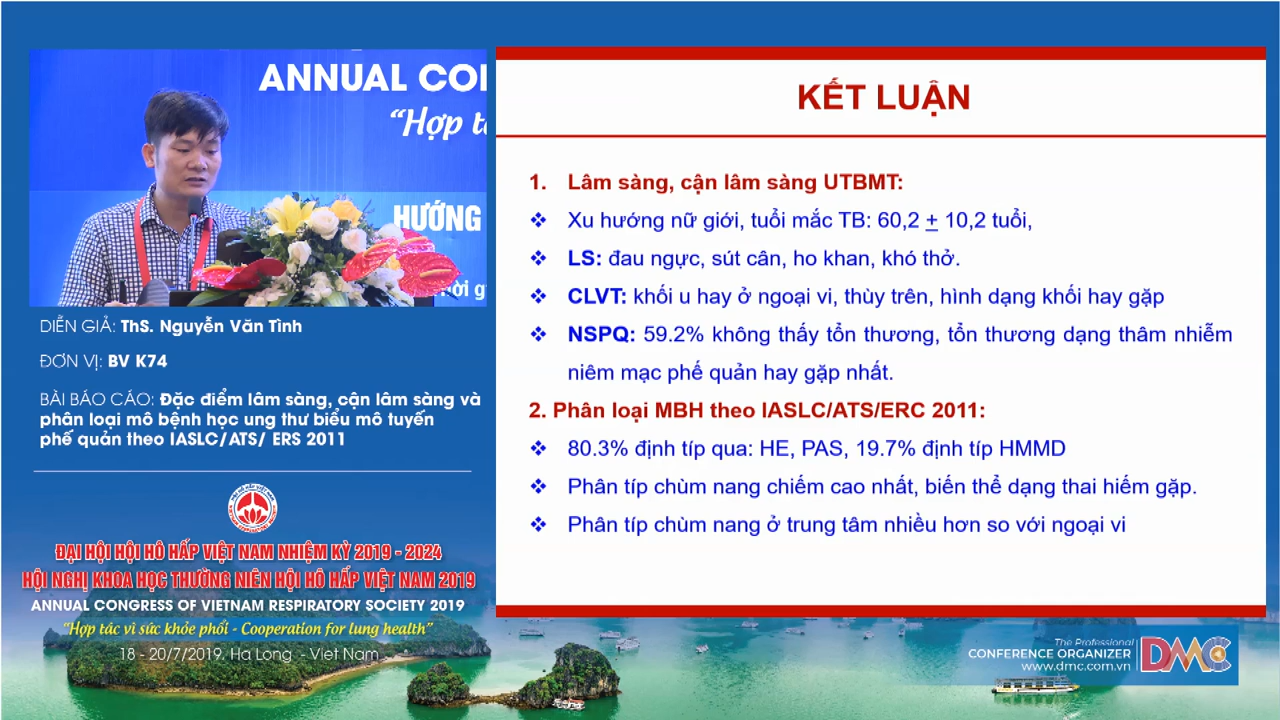 ANNUAL CON
“Hợp tá
HƯỚNG
DIỄN GIẢ: ThS. Nguyễn Văn Tình
ĐƠN VỊ: BV K74
BÀI BÁO CÁO: Đặc điểm lâm sàng, cận lâm sàng và
phân loại mô bệnh học ung thư biểu mô tuyến
phế quản theo IASLC/ATS/ ERS 2011
ĐẠI HỘI HỘI HÔ HẤP VIỆT NAM NHIỆM KỲ 2019 - 2024
HỘI NGHỊ KHOA HỌC THƯỜNG NIÊN HỘI HÔ HẤP VIỆT NAM 2019
ANNUAL CONGRESS OF VIETNAM RESPIRATORY SOCIETY 2019
“Hợp tác vì sức khỏe phổi - Cooperation for lung health”
18 - 20/7/2019. Ha Long - Viet Nam
KẾT LUẬN
1. Lâm sàng, cận lâm sàng UTBMT:
❖ Xu hướng nữ giới, tuổi mắc TB: 60,2 ± 10,2 tuổi,
❖ LS: đau ngực, sút cân, ho khan, khó thở.
❖ CLVT: khối u hay ở ngoại vi, thùy trên, hình dạng khối hay gặp
❖ NSPQ: 59.2% không thấy tổn thương, tổn thương dạng thâm nhiễm
niêm mạc phế quản hay gặp nhất.
2. Phân loại MBH theo IASLC/ATS/ERC 2011:
❖ 80.3% định típ qua: HE, PAS, 19.7% định típ HMMD
❖ Phân típ chùm nang chiếm cao nhất, biến thể dạng thai hiếm gặp.
❖ Phân típ chùm nang ở trung tâm nhiều hơn so với ngoại vi
The Professional
CONFERENCE ORGANIZER
www.dmc.com.vn
DMC